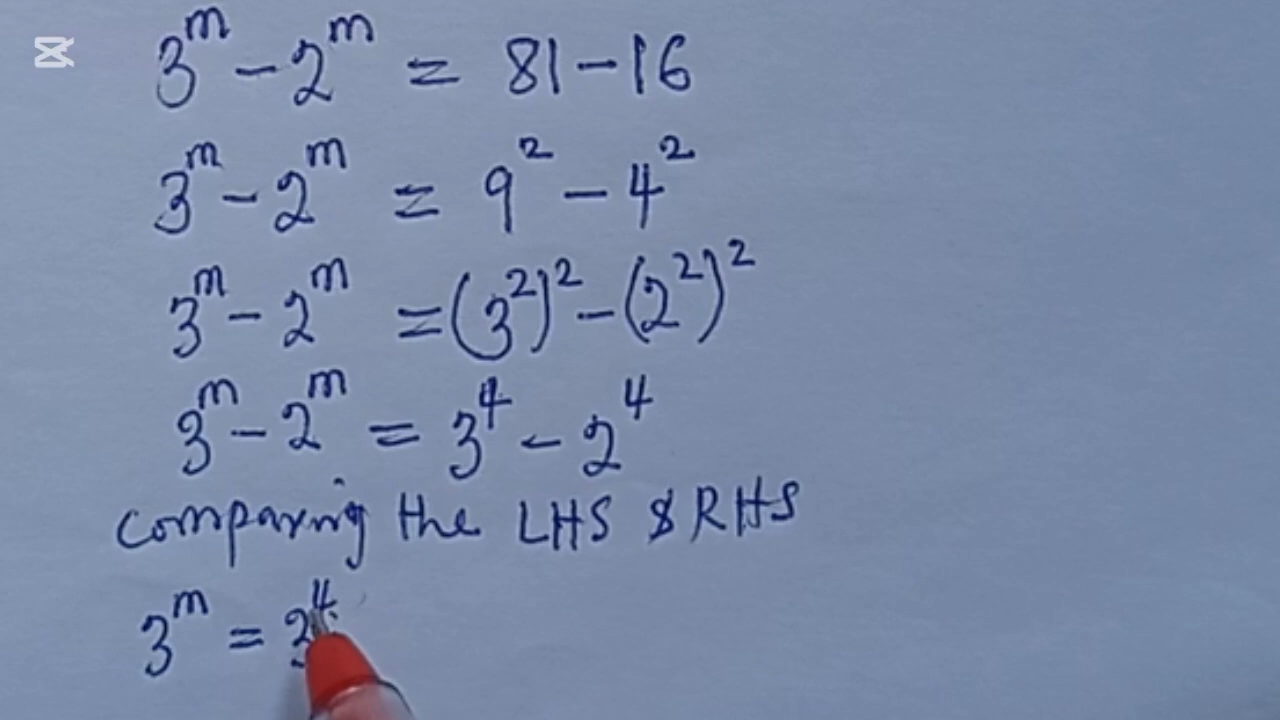 3^m - 2^m = 81 - 16
3^m - 2^m = 9^2 - 4^2
3^m - 2^m = (3^2)^2 - (2^2)^2
3^m - 2^m = 3^4 - 2^4
comparing the LHS & RHS
3^m = 3^4